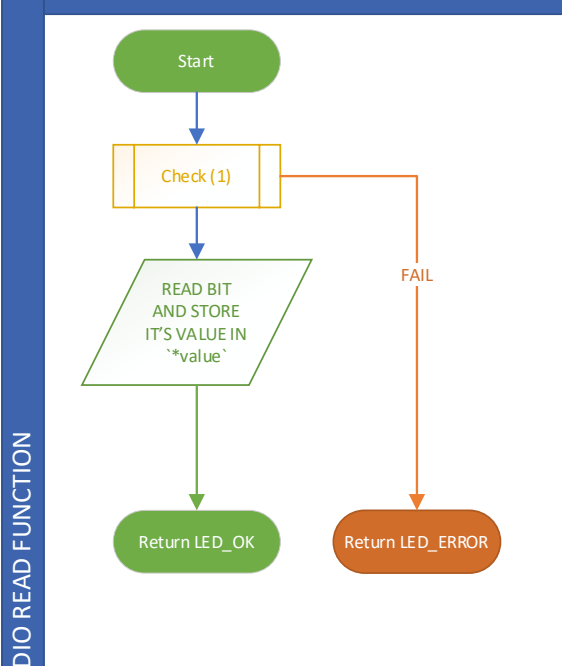 Start
Check (1)
READ BIT
AND STORE
IT'S VALUE IN
`*value`
FAIL
Return LED_OK
Return LED_ERROR
DIO READ FUNCTION